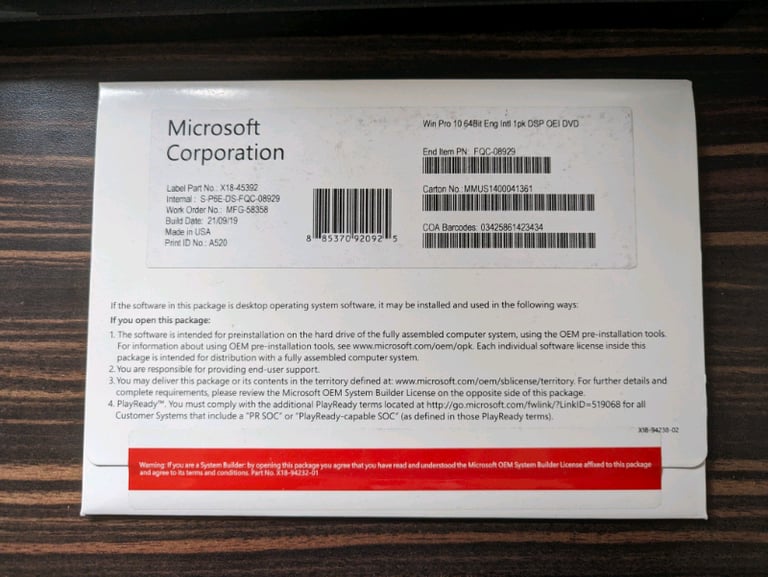 Microsoft
Corporation
Label Part No.: X18-45392
Internal : S-P6E-DS-FQC-08929
Work Order No.: MFG-58358
Build Date: 21/09/19
Made in USA
Print ID No.: A520
8 85370 92092 5
Win Pro 10 64Bit Eng Intl 1pk DSP OEI DVD
End Item PN: FQC-08929
Carton No.:MMUS1400041361
COA Barcodes: 03425861423434
If the software in this package is desktop operating system software, it may be installed and used in the following ways:
If you open this package:
1. The software is intended for preinstallation on the hard drive of the fully assembled computer system, using the OEM pre-installation tools.
For information about using OEM pre-installation tools, see www.microsoft.com/oem/opk. Each individual software license inside this
package is intended for distribution with a fully assembled computer system.
2. You are responsible for providing end-user support.
3. You may deliver this package or its contents in the territory defined at: www.microsoft.com/oem/sblicense/territory. For further details and
complete requirements, please review the Microsoft OEM System Builder License on the opposite side of this package.
4. PlayReady™. You must comply with the additional PlayReady terms located at http://go.microsoft.com/fwlink/?LinkID=519068 for all
Customer Systems that include a "PR SOC" or "PlayReady-capable SOC" (as defined in those PlayReady terms).
X18-94238-02
Warning: If you are a System Builder: by opening this package you agree that you have read and understood the Microsoft OEM System Builder License affixed to this package
and agree to its terms and conditions. Part No. X18-94232-01